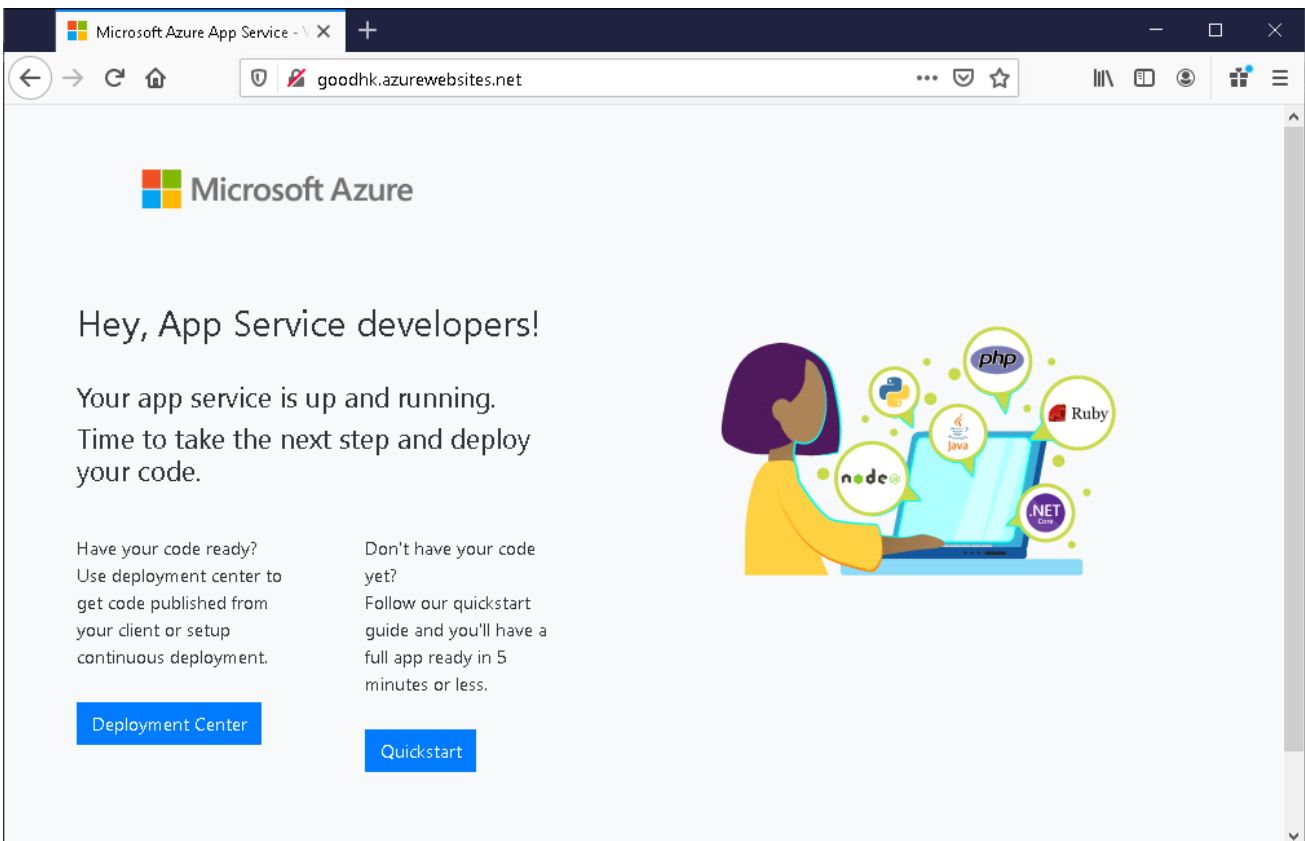 Microsoft Azure App Service -
goodhk.azurewebsites.net
Microsoft Azure
Hey, App Service developers!
Your app service is up and running.
Time to take the next step and deploy
your code.
Have your code ready?
Use deployment center to
get code published from
your client or setup
continuous deployment.
Deployment Center
Don't have your code
yet?
Follow our quickstart
guide and you'll have a
full app ready in 5
minutes or less.
Quickstart
php
Ruby
Java
node
.NET
Core